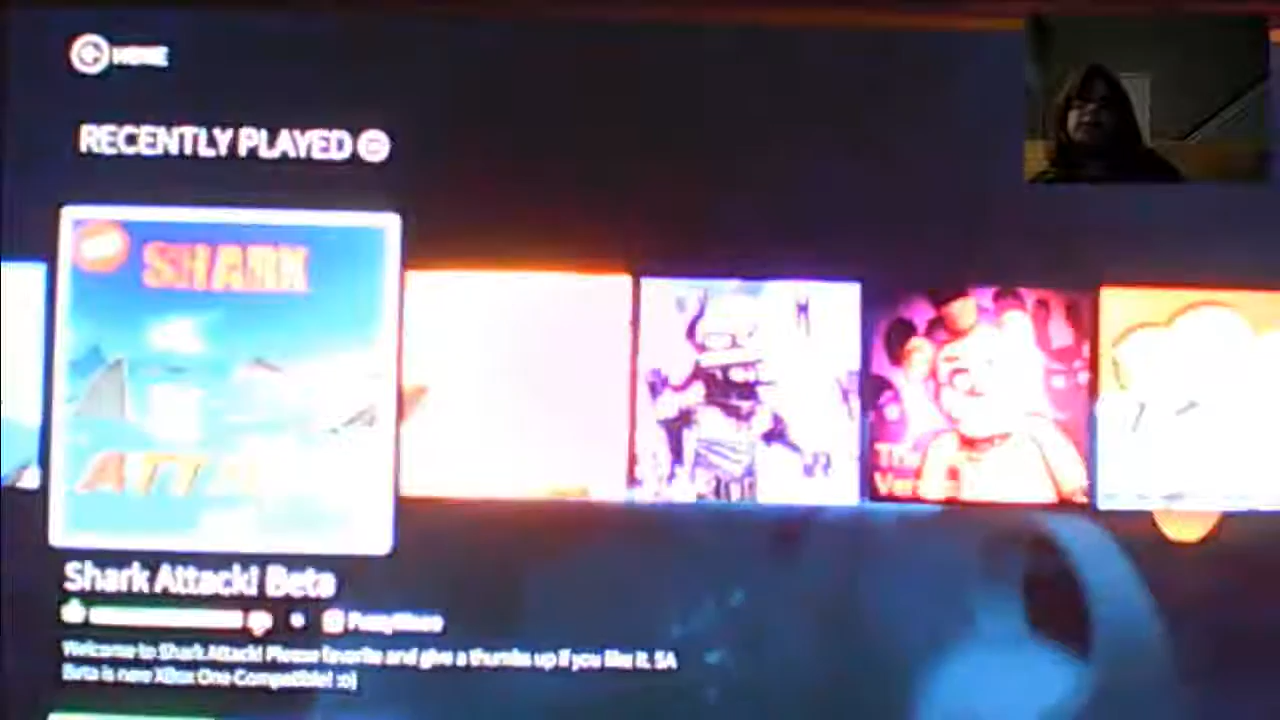 HOME
RECENTLY PLAYED
SHARK
ATTA
Shark Attack! Beta
Welcome to Shark Attack! Please favorite and give a thumbs up if you like it. SA
Beta is now XBox One Compatible! :o)